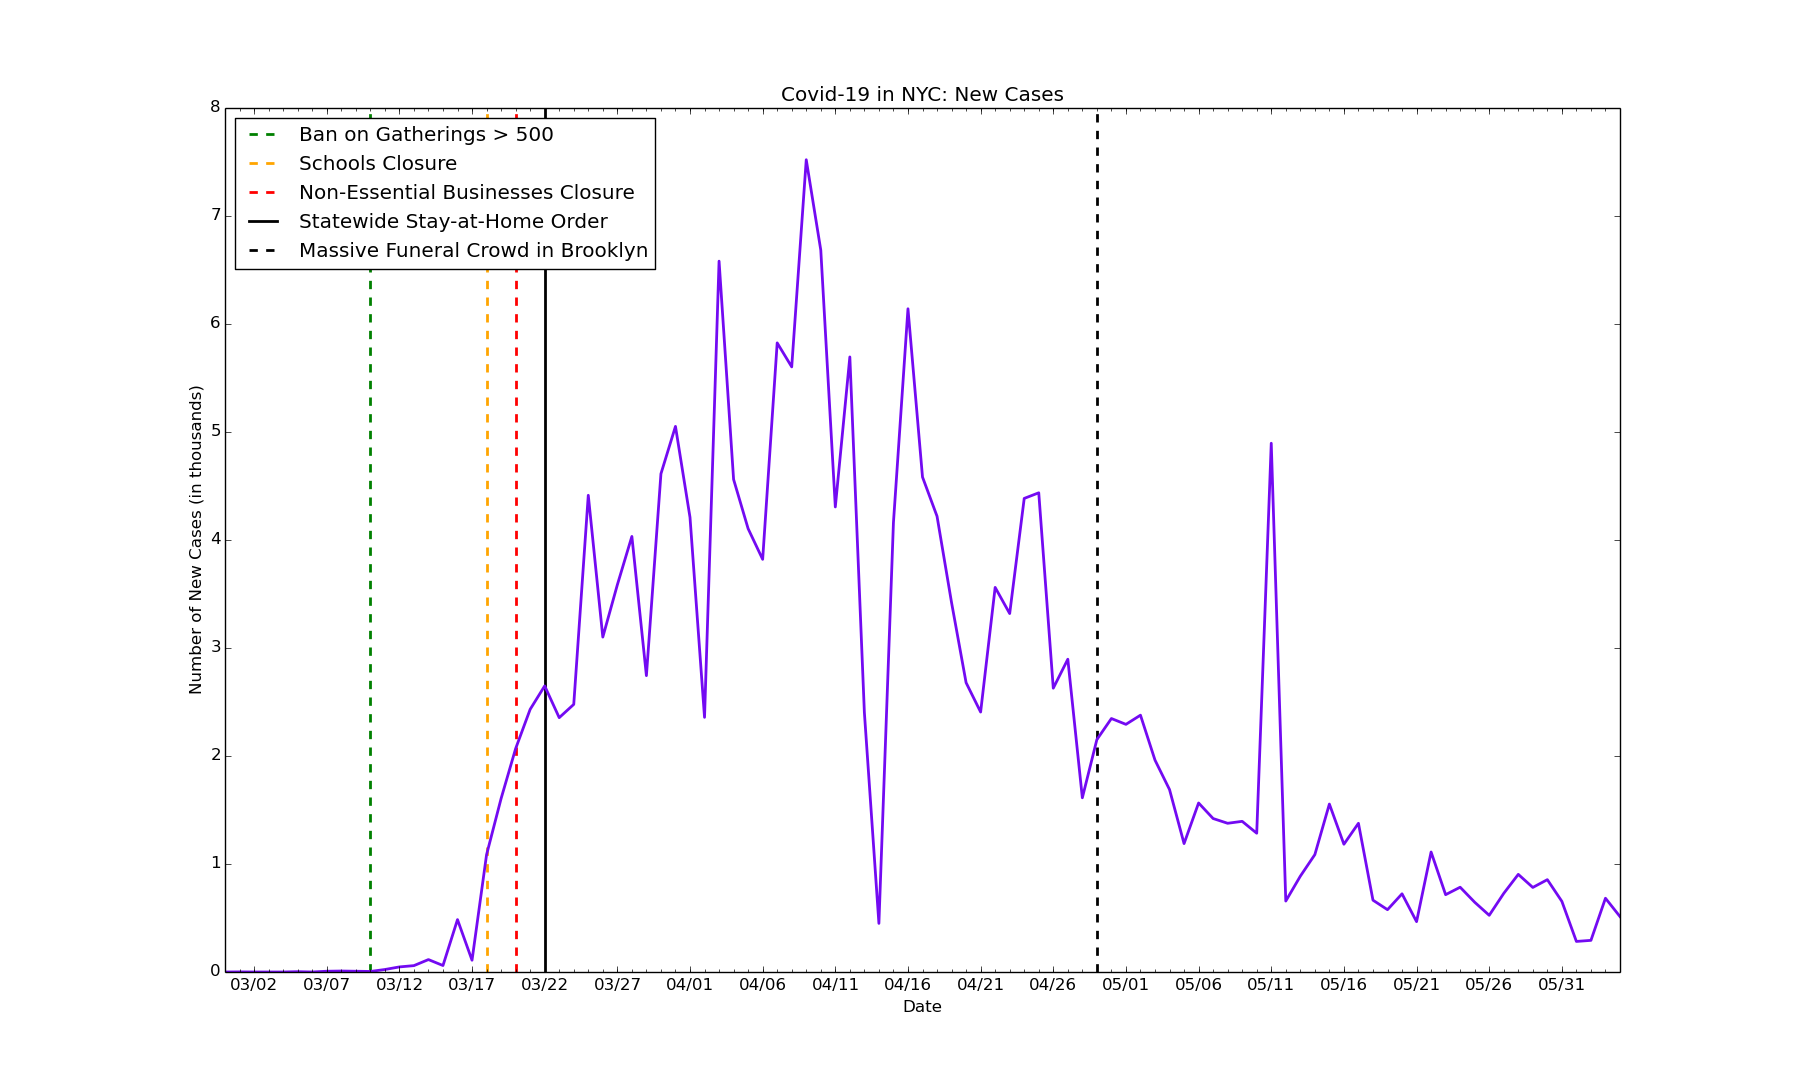 Covid-19 in NYC: New Cases
Ban on Gatherings > 500
Schools Closure
Non-Essential Businesses Closure
Statewide Stay-at-Home Order
Massive Funeral Crowd in Brooklyn
Number of New Cases (in thousands)
8
7
6
5
4
3
2
1
0
03/02 03/07 03/12 03/17 03/22 03/27 04/01 04/06 04/11 04/16 04/21 04/26 05/01 05/06 05/11 05/16 05/21 05/26 05/31
Date